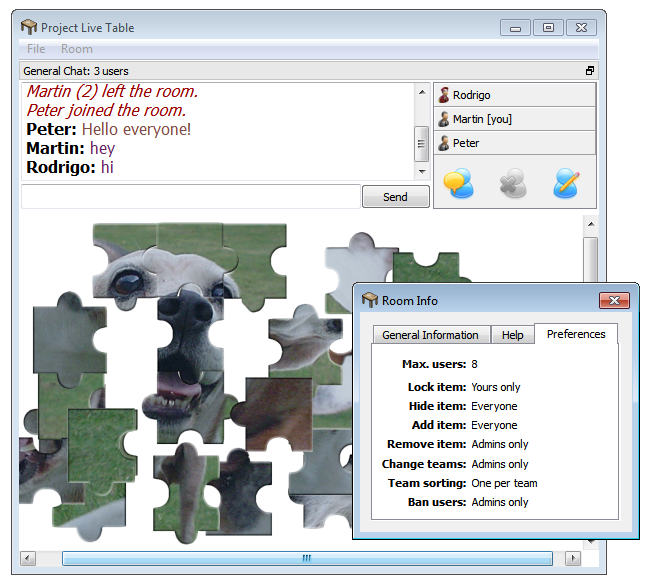 Project Live Table
File Room
General Chat: 3 users
Martin (2) left the room.
Peter joined the room.
Peter: Hello everyone!
Martin: hey
Rodrigo: hi
Rodrigo
Martin [you]
Peter
Send
Room Info
General Information Help Preferences
Max. users: 8
Lock item: Yours only
Hide item: Everyone
Add item: Everyone
Remove item: Admins only
Change teams: Admins only
Team sorting: One per team
Ban users: Admins only